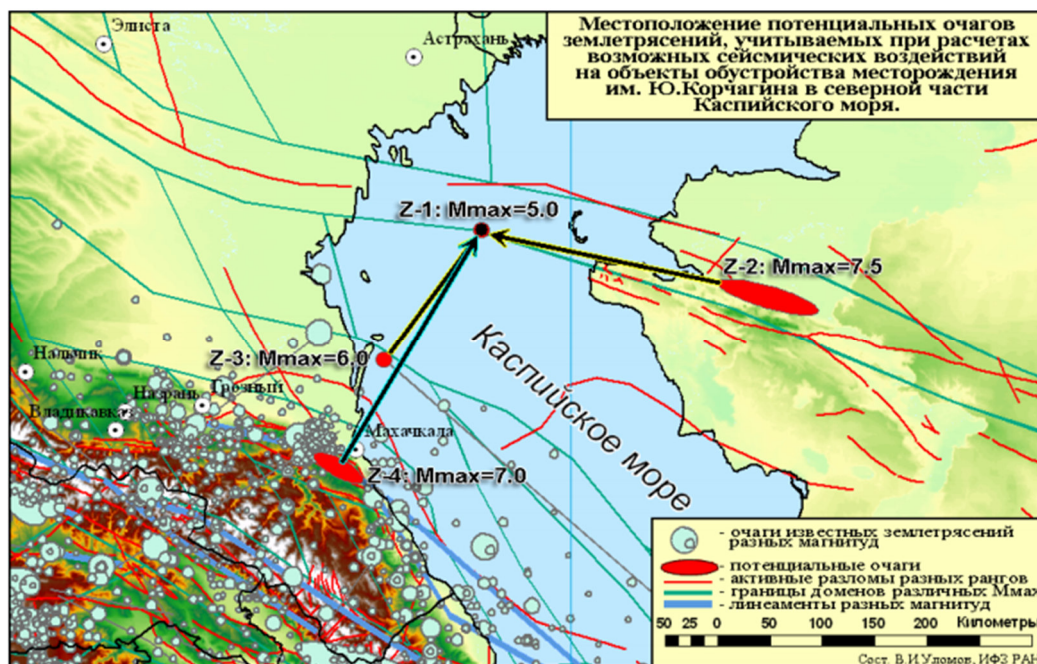 Элиста
Астрахань
Местоположение потенциальных очагов
землетрясений, учитываемых при расчетах
возможных сейсмических воздействий
на объекты обустройства месторождения
им. Ю.Корчагина в северной части
Каспийского моря.
Z-1: Mmax=5.0
Z-2: Mmax=7.5
Z-3: Mmax=6.0
Каспийское море
Нальчик
Назрань
Грозный
Владикавказ
Махачкала
Z-4: Mmax=7.0
- очаги известных землетрясений
разных магнитуд
- потенциальные очаги
- активные разломы разных рангов
- границы доменов различных Mmax
- линеаменты разных магнитуд
50 25 0 50 100 200 Километры
Сост. В.И.Уломов, ИФЗ РАН